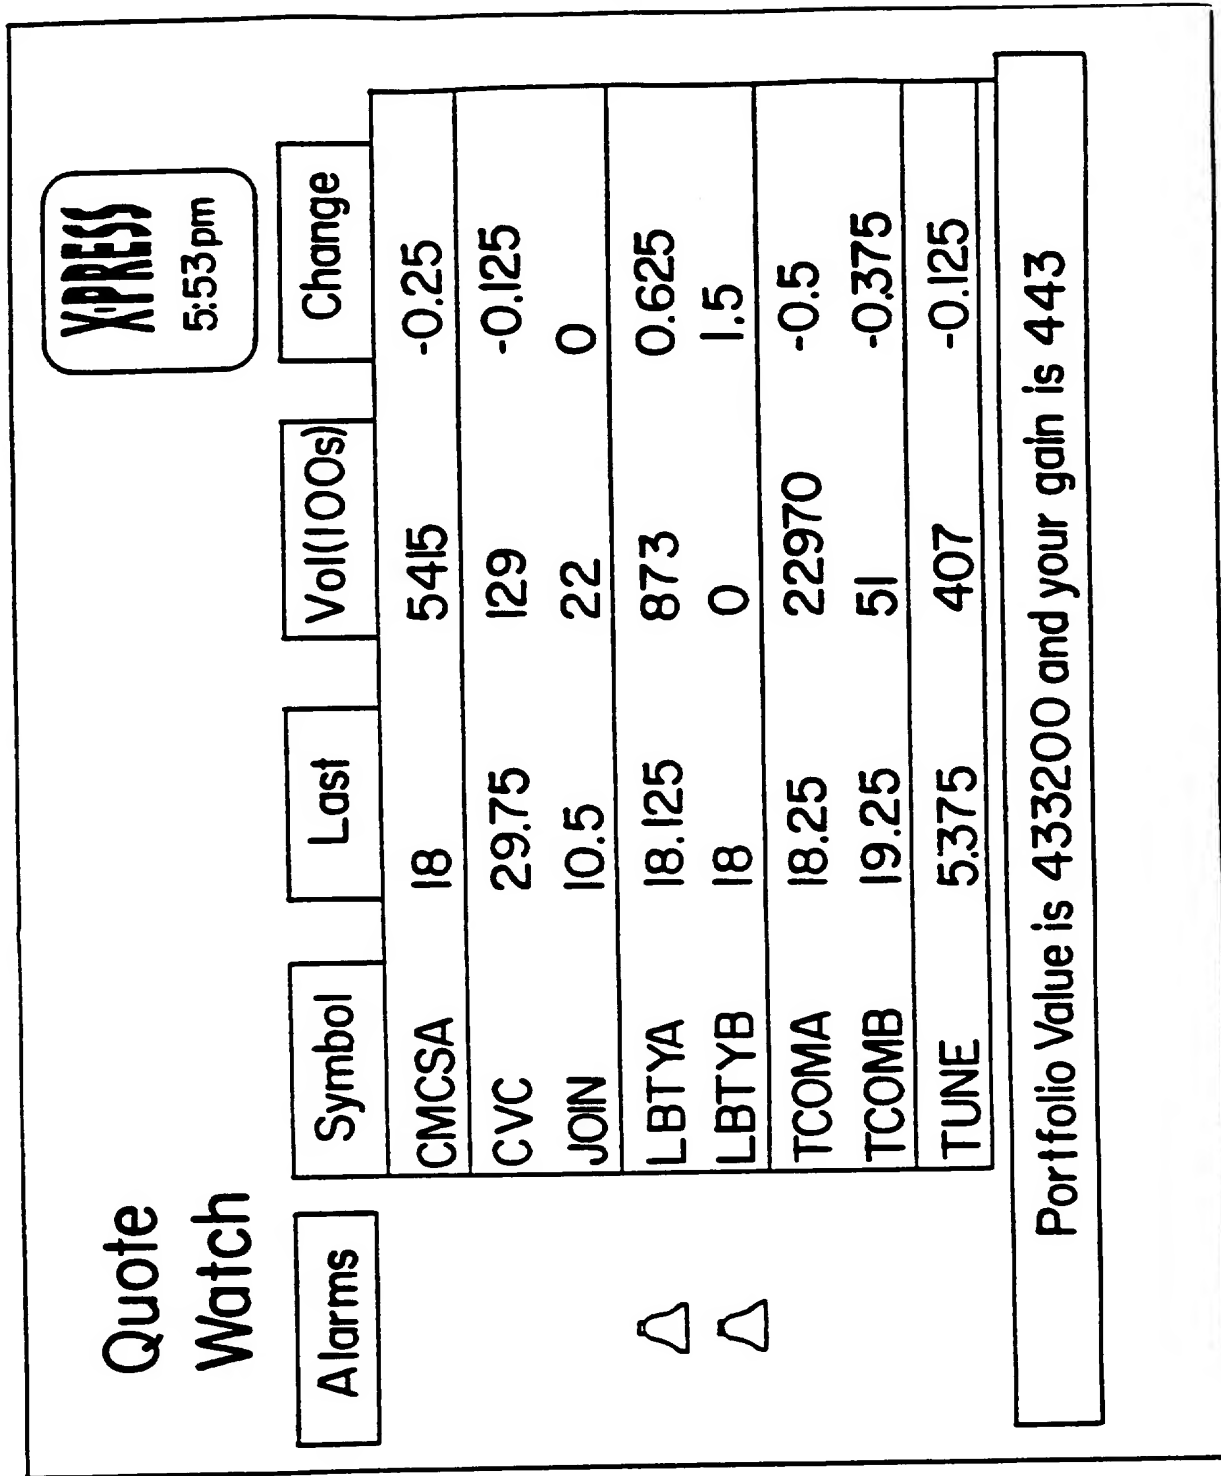 Quote
Watch
X•PRESS
5:53pm
Alarms Symbol Last Vol(100s) Change
CMCSA 18 5415 -0.25
CVC 29.75 129 -0.125
JOIN 10.5 22 0
LBTYA 18.125 873 0.625
LBTYB 18 0 1.5
TCOMA 18.25 22970 -0.5
TCOMB 19.25 51 -0.375
TUNE 5.375 407 -0.125
Portfolio Value is 433200 and your gain is 443